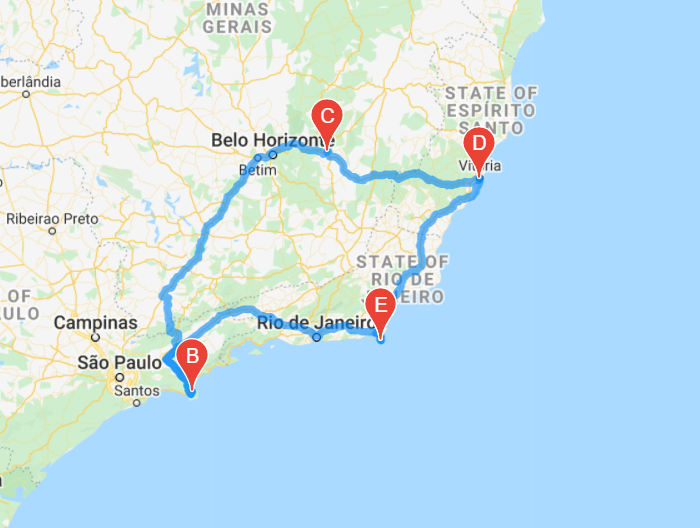 MINAS
GERAIS
berlândia
STATE OF
ESPÍRITO
SANTO
C
Belo Horizonte
D
Betim
Vitória
Ribeirao Preto
STATE OF
RIO DE
OF
ULO
E
Campinas
Rio de Janeiro
B
São Paulo
Santos